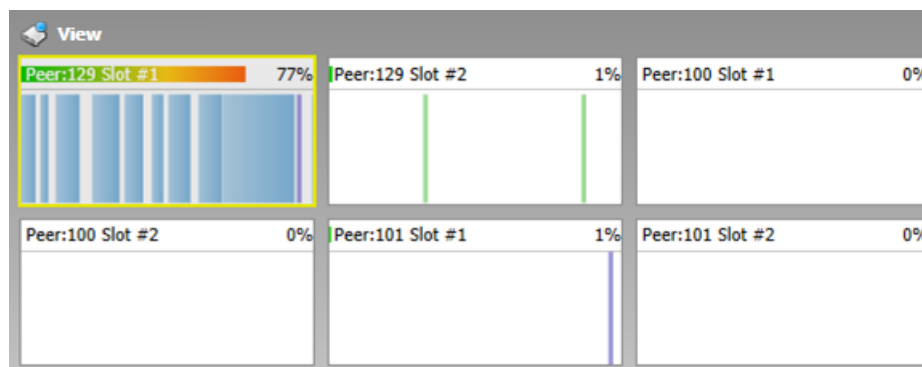 View
Peer:129 Slot #1 77%
Peer:129 Slot #2 1%
Peer:100 Slot #1 0%
Peer:100 Slot #2 0%
Peer:101 Slot #1 1%
Peer:101 Slot #2 0%